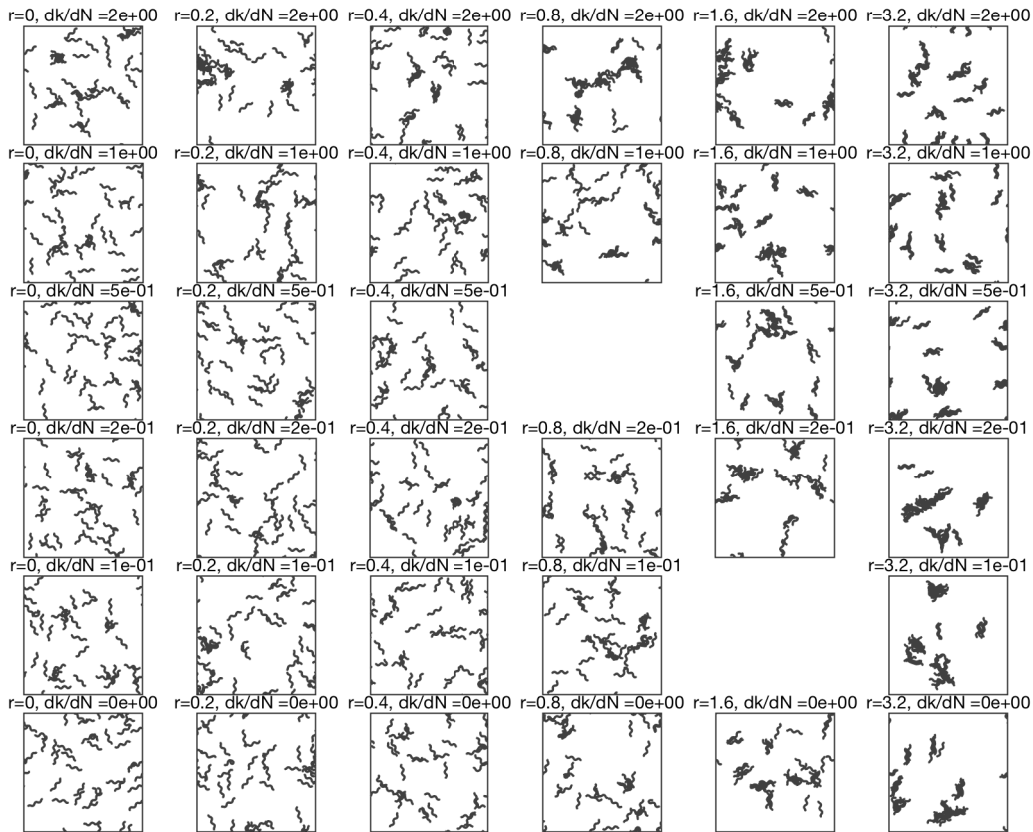 r=0, dk/dN =2e+00 r=0.2, dk/dN =2e+00 r=0.4, dk/dN =2e+00 r=0.8, dk/dN =2e+00 r=1.6, dk/dN =2e+00 r=3.2, dk/dN =2e+00
r=0, dk/dN =1e+00 r=0.2, dk/dN =1e+00 r=0.4, dk/dN =1e+00 r=0.8, dk/dN =1e+00 r=1.6, dk/dN =1e+00 r=3.2, dk/dN =1e+00
r=0, dk/dN =5e-01 r=0.2, dk/dN =5e-01 r=0.4, dk/dN =5e-01 r=1.6, dk/dN =5e-01 r=3.2, dk/dN =5e-01
r=0, dk/dN =2e-01 r=0.2, dk/dN =2e-01 r=0.4, dk/dN =2e-01 r=0.8, dk/dN =2e-01 r=1.6, dk/dN =2e-01 r=3.2, dk/dN =2e-01
r=0, dk/dN =1e-01 r=0.2, dk/dN =1e-01 r=0.4, dk/dN =1e-01 r=0.8, dk/dN =1e-01 r=3.2, dk/dN =1e-01
r=0, dk/dN =0e+00 r=0.2, dk/dN =0e+00 r=0.4, dk/dN =0e+00 r=0.8, dk/dN =0e+00 r=1.6, dk/dN =0e+00 r=3.2, dk/dN =0e+00